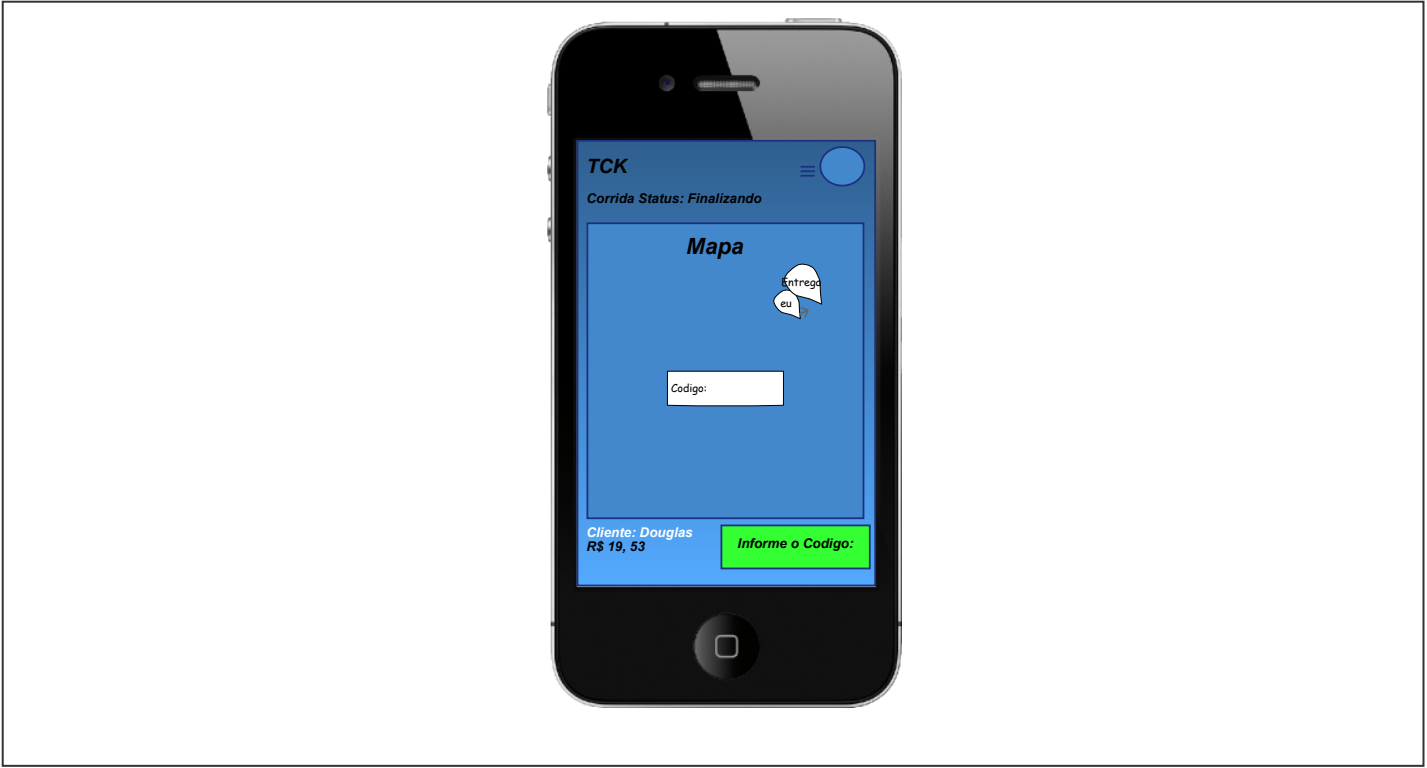 TCK
Corrida Status: Finalizando
Mapa
Entrega
eu
Codigo:
Cliente: Douglas
R$ 19, 53
Informe o Codigo: